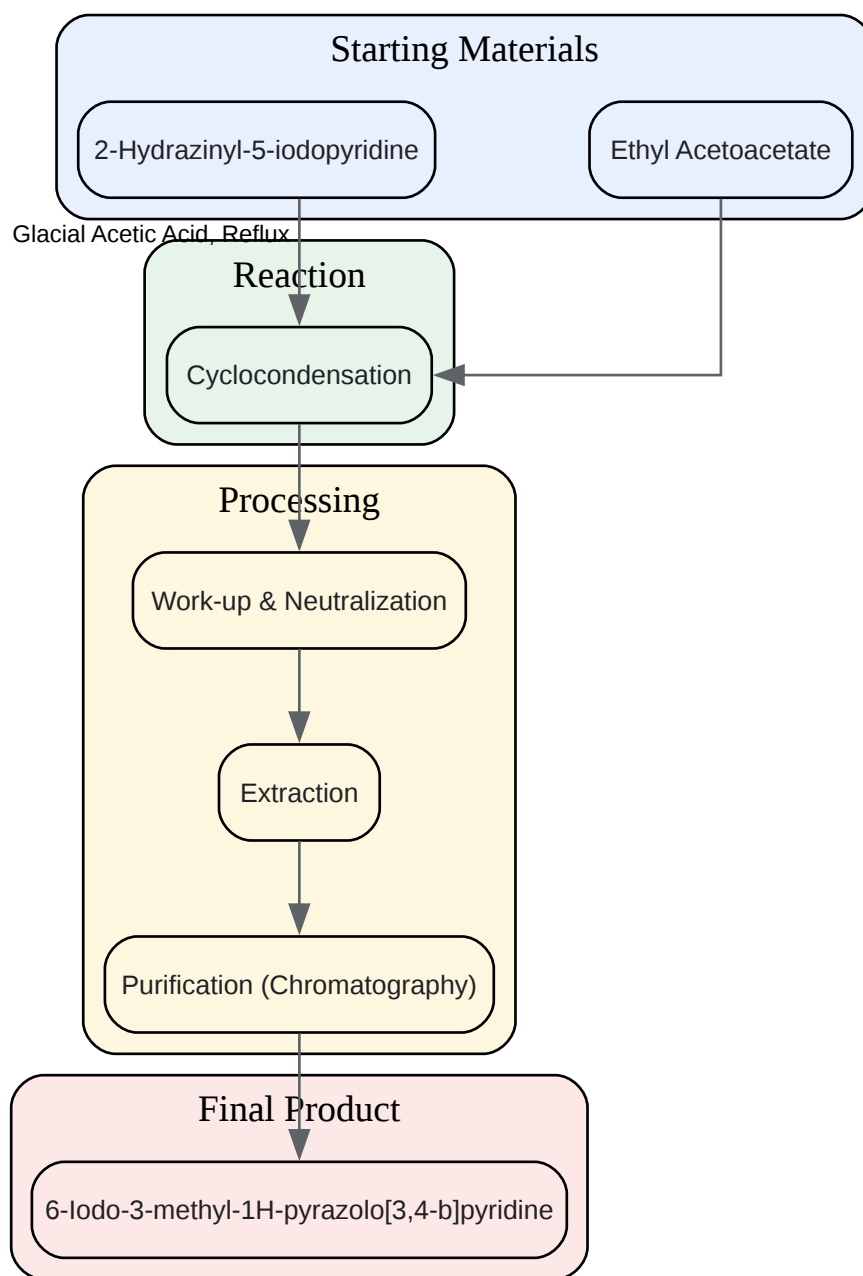 Starting Materials
2-Hydrazinyl-5-iodopyridine
Ethyl Acetoacetate
Glacial Acetic Acid, Reflux
Reaction
Cyclocondensation
Processing
Work-up & Neutralization
Extraction
Purification (Chromatography)
Final Product
6-Iodo-3-methyl-1H-pyrazolo[3,4-b]pyridine